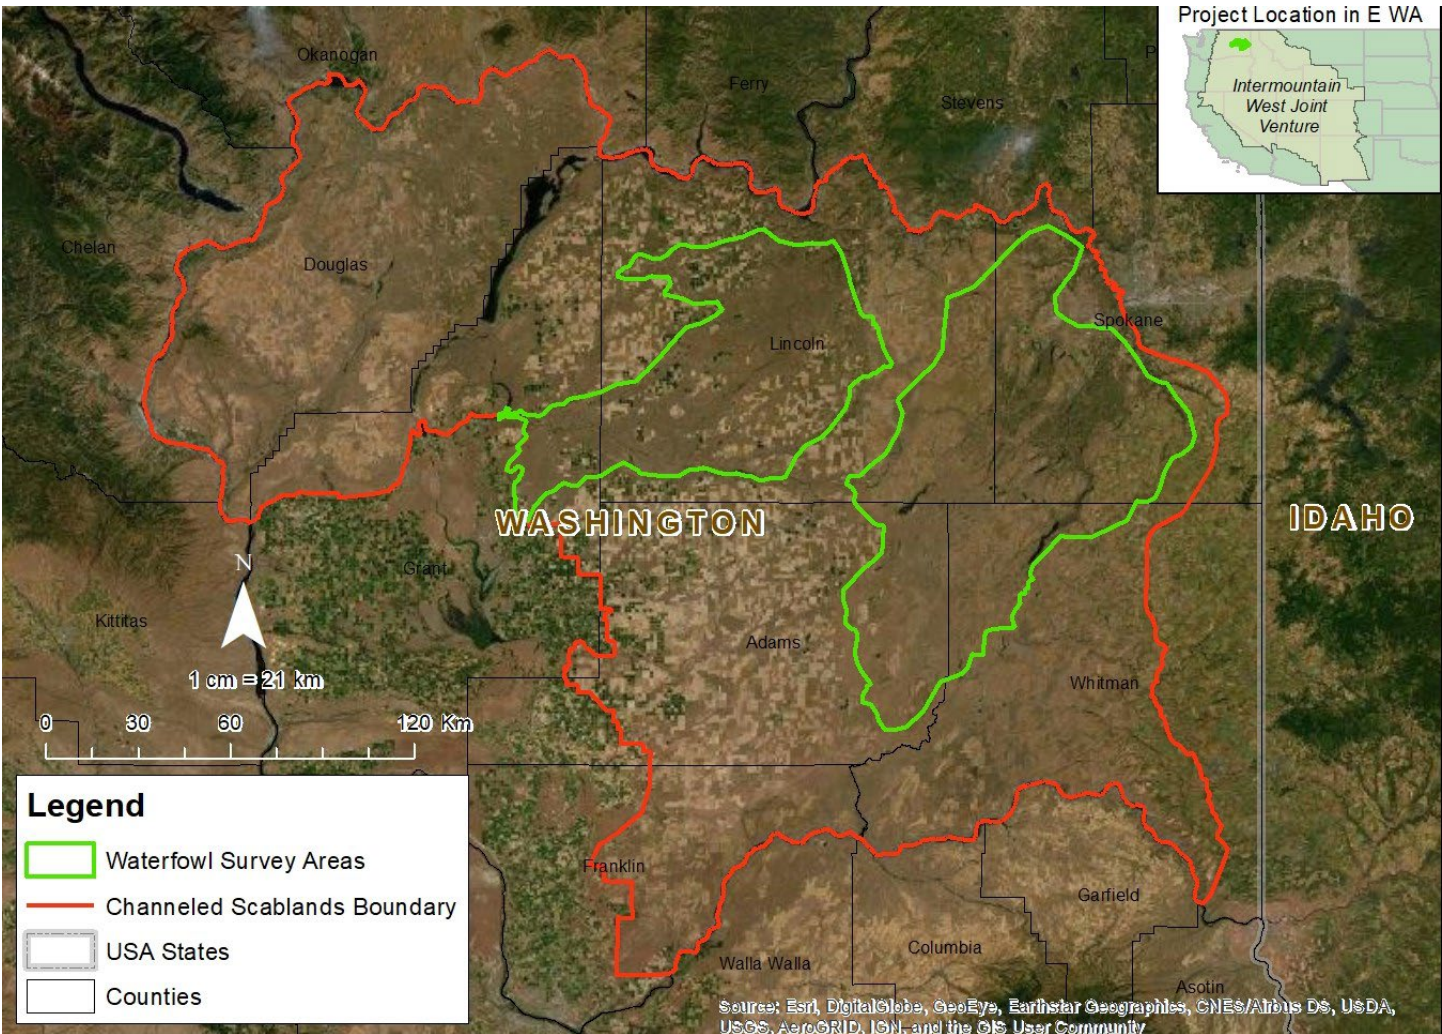 Project Location in E WA
Intermountain
West Joint
Venture
Okanogan
Ferry
P
Stevens
Chelan
Douglas
Spokane
Lincoln
WASHINGTON
IDAHO
N
Grant
Kittitas
Adams
Whitman
1 cm = 21 km
0 30 60 120 Km
Legend
Waterfowl Survey Areas
Channeled Scablands Boundary
USA States
Counties
Franklin
Garfield
Columbia
Walla Walla
Asotin
Source: Esri, DigitalGlobe, GeoEye, Earthstar Geographics, CNES/Airbus DS, USDA,
USGS, AeroGRID, IGN, and the GIS User Community